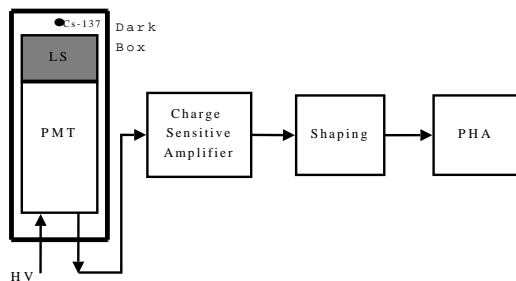 Cs-137
Dark
Box
LS
PMT
HV
Charge
Sensitive
Amplifier
Shaping
PHA